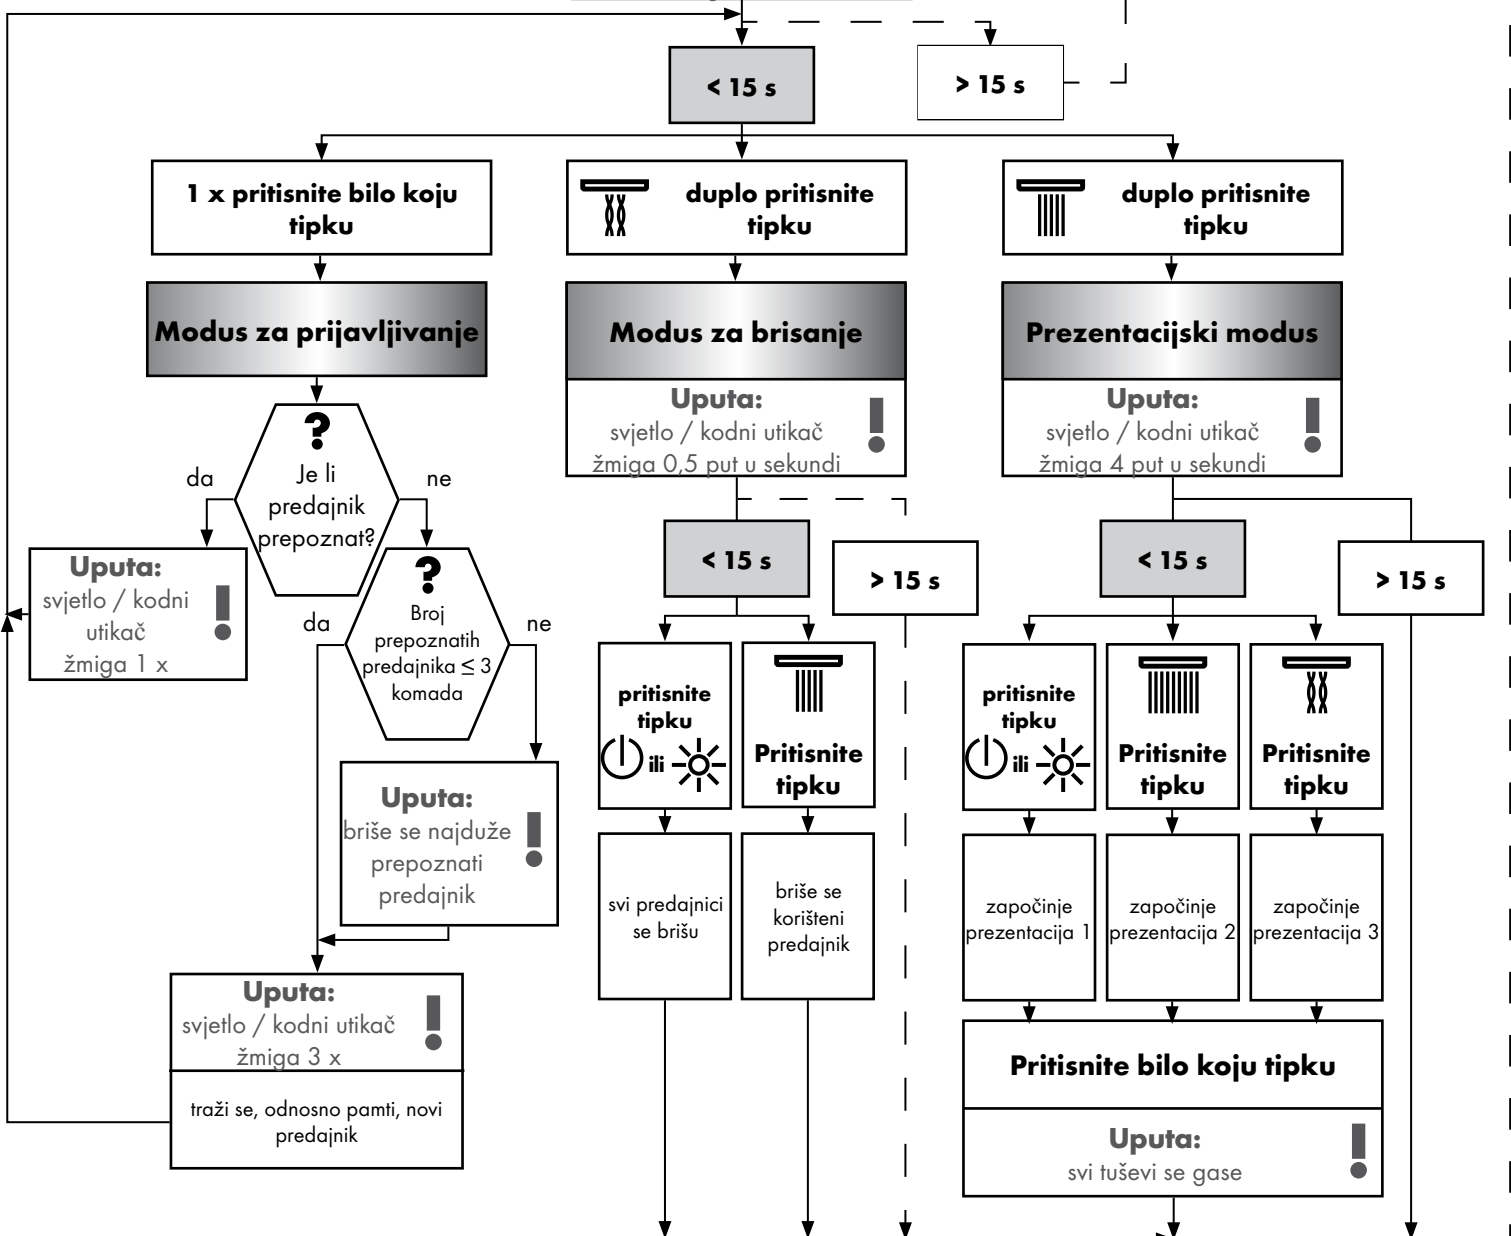 < 15 s
> 15 s
1 x pritisnite bilo koju
tipku
duplo pritisnite
tipku
duplo pritisnite
tipku
Modus za prijavljivanje
Modus za brisanje
Prezentacijski modus
Uputa:
svjetlo / kodni utikač
žmiga 0,5 put u sekundi
Uputa:
svjetlo / kodni utikač
žmiga 4 put u sekundi
?
Je li
predajnik
prepoznat?
da
ne
Uputa:
svjetlo / kodni
utikač
žmiga 1 x
?
Broj
prepoznatih
predajnika ≤ 3
komada
da
ne
Uputa:
briše se najduže
prepoznati
predajnik
Uputa:
svjetlo / kodni utikač
žmiga 3 x
traži se, odnosno pamti, novi
predajnik
< 15 s
> 15 s
pritisnite
tipku
ili
Pritisnite
tipku
svi predajnici
se brišu
briše se
korišteni
predajnik
< 15 s
> 15 s
pritisnite
tipku
ili
Pritisnite
tipku
Pritisnite
tipku
započinje
prezentacija 1
započinje
prezentacija 2
započinje
prezentacija 3
Pritisnite bilo koju tipku
Uputa:
svi tuševi se gase